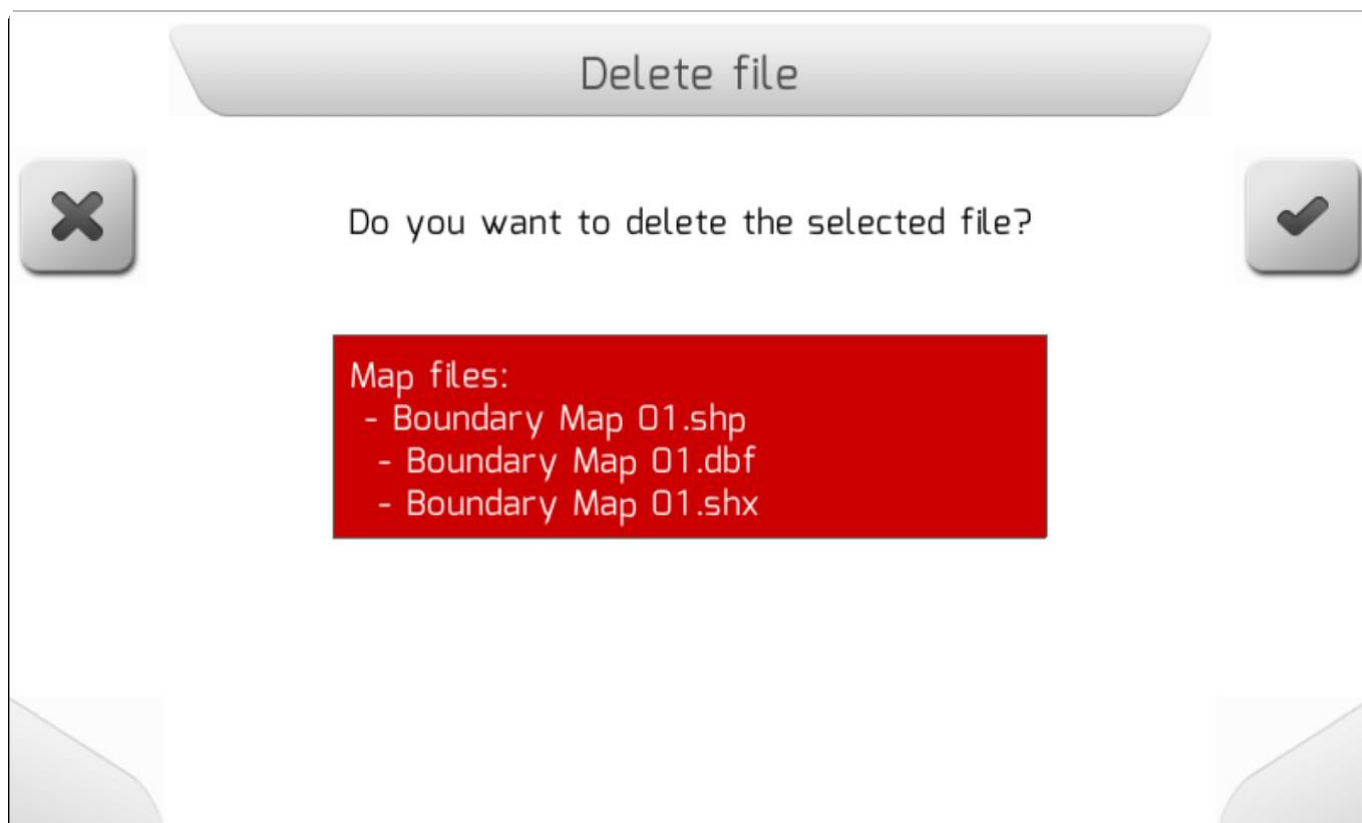 Delete file
Do you want to delete the selected file?
Map files:
- Boundary Map 01.shp
- Boundary Map 01.dbf
- Boundary Map 01.shx